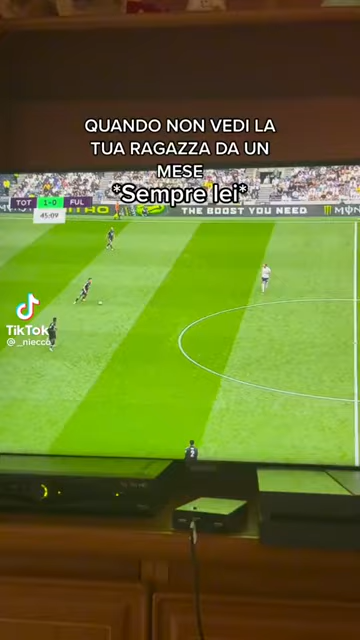 QUANDO NON VEDI LA
TUA RAGAZZA DA UN
MESE
*Sempre lei*
TOT 1-0 FUL
45:09
NITRO
THE BOOST YOU NEED
TikTok
@_niecco